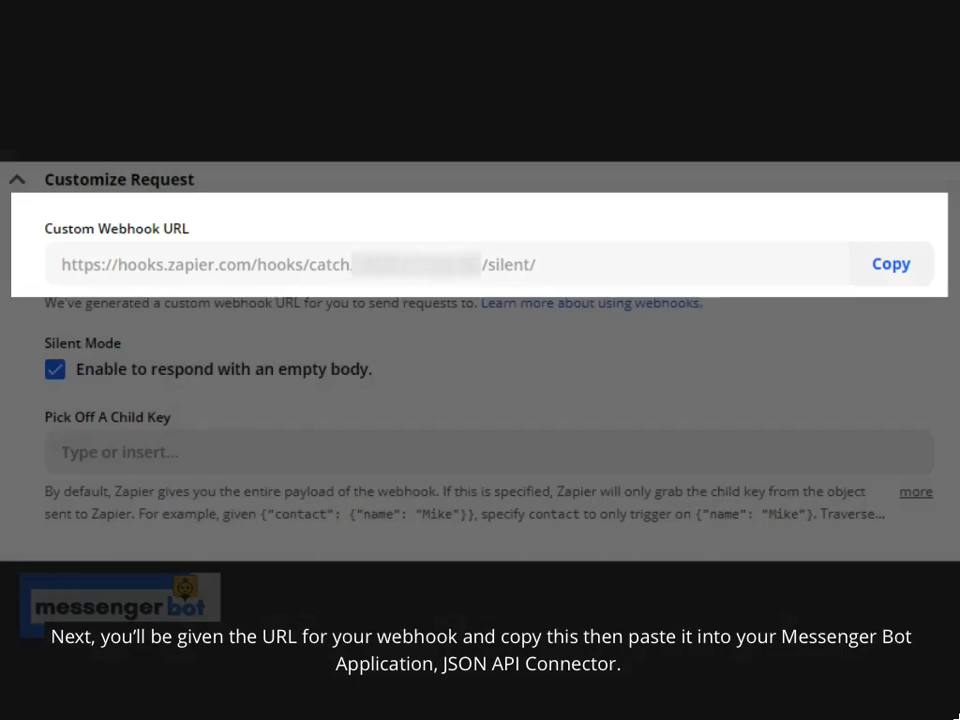 Customize Request
Custom Webhook URL
https://hooks.zapier.com/hooks/catch/ /silent/
Copy
We've generated a custom webhook URL for you to send requests to. Learn more about using webhooks.
Silent Mode
Enable to respond with an empty body.
Pick Off A Child Key
Type or insert...
By default, Zapier gives you the entire payload of the webhook. If this is specified, Zapier will only grab the child key from the object more
sent to Zapier. For example, given {"contact": {"name": "Mike"}}, specify contact to only trigger on {"name": "Mike"}. Traverse...
messenger bot
Next, you'll be given the URL for your webhook and copy this then paste it into your Messenger Bot
Application, JSON API Connector.